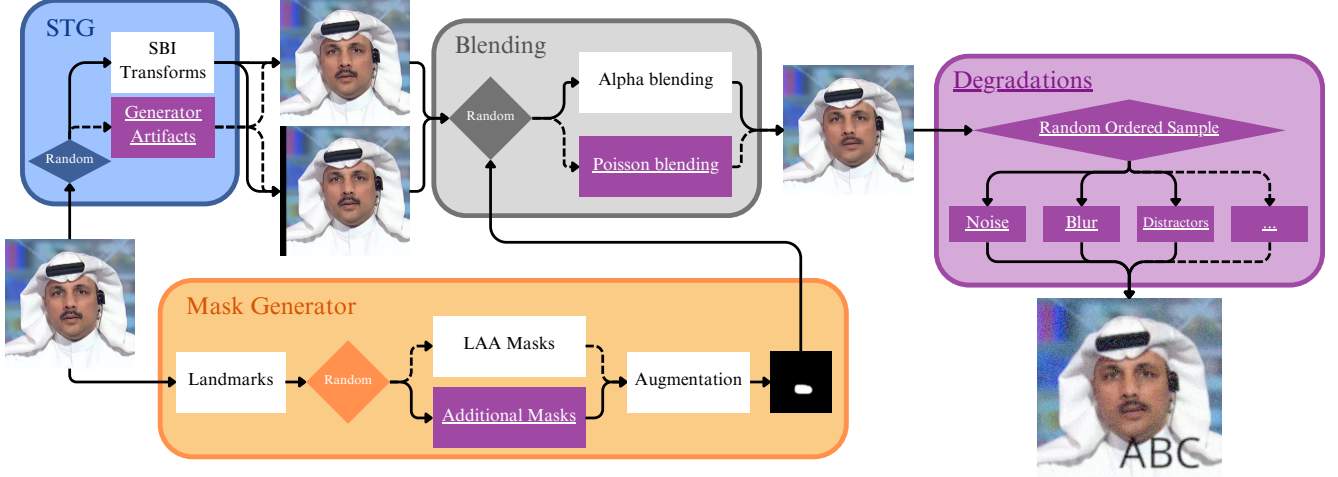 STG
SBI
Transforms
Generator
Artifacts
Random
Blending
Random
Alpha blending
Poisson blending
Degradations
Random Ordered Sample
Noise
Blur
Distractors
...
Mask Generator
Landmarks
Random
LAA Masks
Additional Masks
Augmentation
ABC